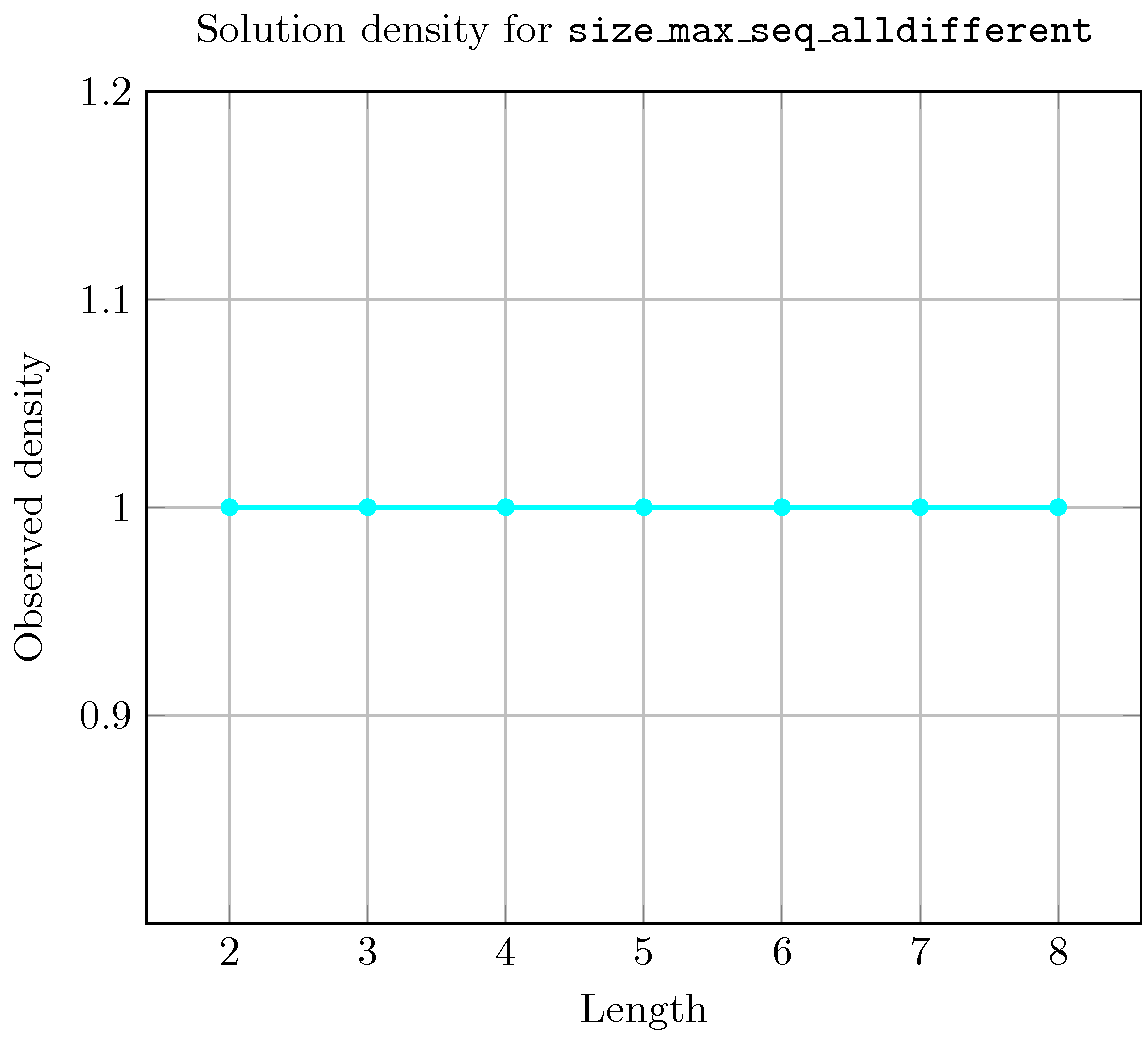 Solution density for size_max_seq_alldifferent
1.2
1.1
1
0.9
Observed density
2 3 4 5 6 7 8
Length